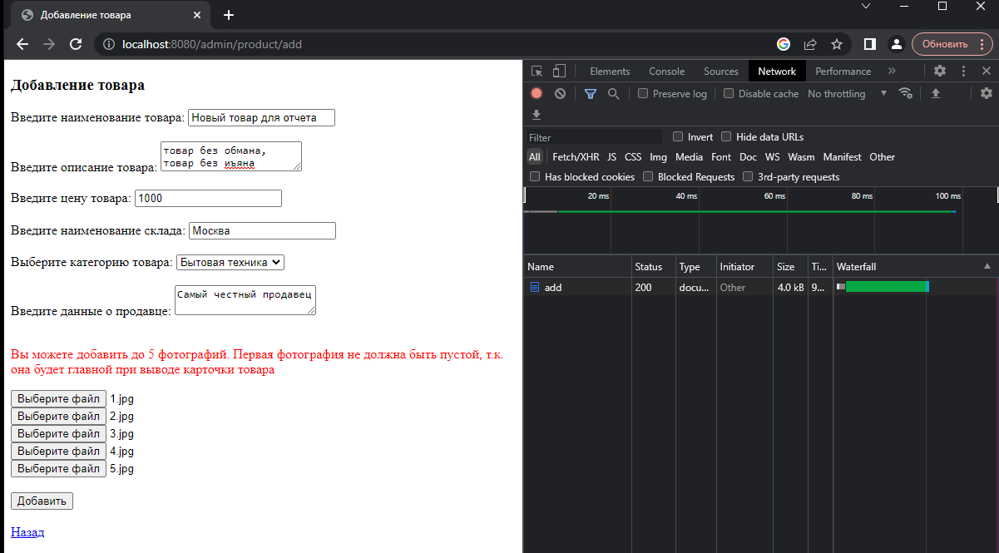 Добавление товара
localhost:8080/admin/product/add
Обновить
Добавление товара
Введите наименование товара: Новый товар для отчета
Введите описание товара: товар без обмана,
товар без иъяна
Введите цену товара: 1000
Введите наименование склада: Москва
Выберите категорию товара: Бытовая техника
Введите данные о продавце: Самый честный продавец
Вы можете добавить до 5 фотографий. Первая фотография не должна быть пустой, т.к.
она будет главной при выводе карточки товара
Выберите файл 1.jpg
Выберите файл 2.jpg
Выберите файл 3.jpg
Выберите файл 4.jpg
Выберите файл 5.jpg
Добавить
Назад
Elements Console Sources Network Performance
Preserve log Disable cache No throttling
Filter Invert Hide data URLs
All Fetch/XHR JS CSS Img Media Font Doc WS Wasm Manifest Other
Has blocked cookies Blocked Requests 3rd-party requests
20 ms 40 ms 60 ms 80 ms 100 ms
Name Status Type Initiator Size Ti... Waterfall
add 200 docu... Other 4.0 kB 9...